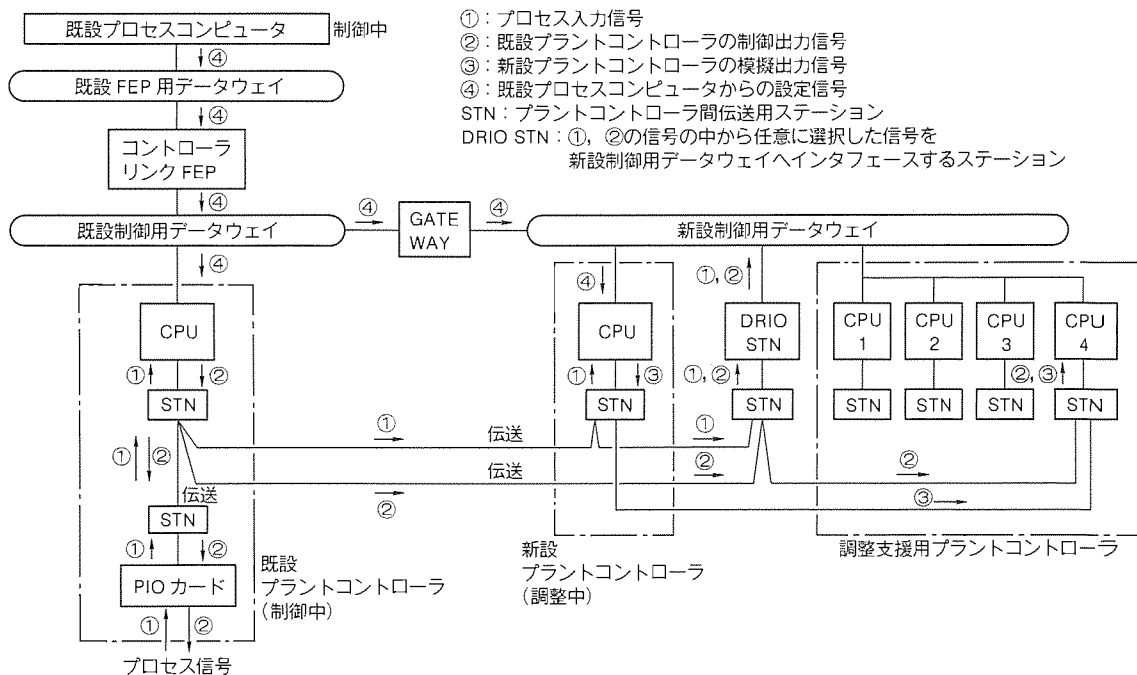 既設プロセスコンピュータ
制御中
④
既設 FEP 用データウェイ
④
コントローラ
リンク FEP
④
既設制御用データウェイ
④
GATE
WAY
④
新設制御用データウェイ
①：プロセス入力信号
②：既設プラントコントローラの制御出力信号
③：新設プラントコントローラの模擬出力信号
④：既設プロセスコンピュータからの設定信号
STN：プラントコントローラ間伝送用ステーション
DRIO STN：①，②の信号の中から任意に選択した信号を
新設制御用データウェイへインタフェースするステーション
④
CPU
①
②
STN
①
②
伝送
STN
①
②
PIO カード
①
②
プロセス信号
既設
プラントコントローラ
（制御中）
①
伝送
①
②
伝送
②
②
③
④
CPU
①
③
STN
新設
プラントコントローラ
（調整中）
①，②
DRIO
STN
①，②
STN
CPU
1
CPU
2
CPU
3
CPU
4
②，③
STN
STN
STN
STN
調整支援用プラントコントローラ